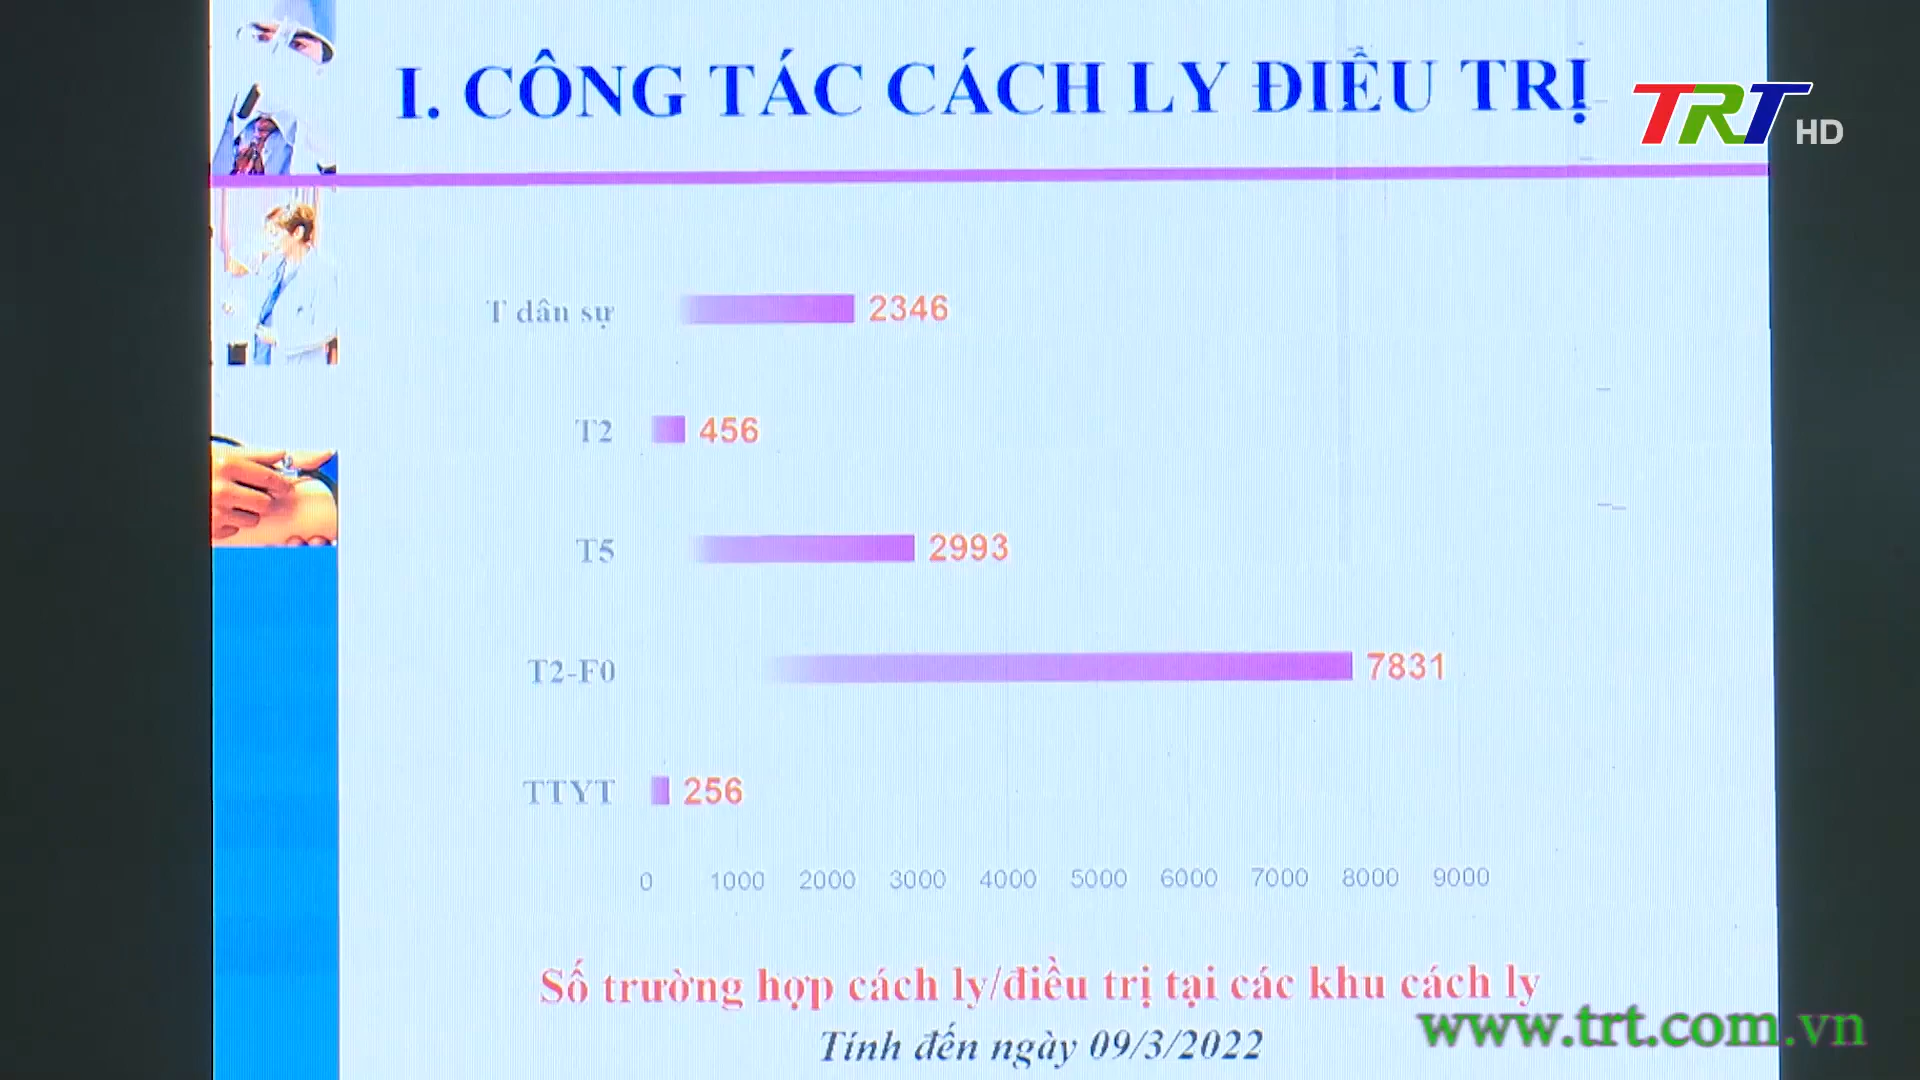 I. CÔNG TÁC CÁCH LY ĐIỀU TRỊ
TRT HD
T dân sự 2346
T2 456
T5 2993
T2-F0 7831
TTYT 256
0 1000 2000 3000 4000 5000 6000 7000 8000 9000
Số trường hợp cách ly/điều trị tại các khu cách ly
Tính đến ngày 09/3/2022
www.trt.com.vn